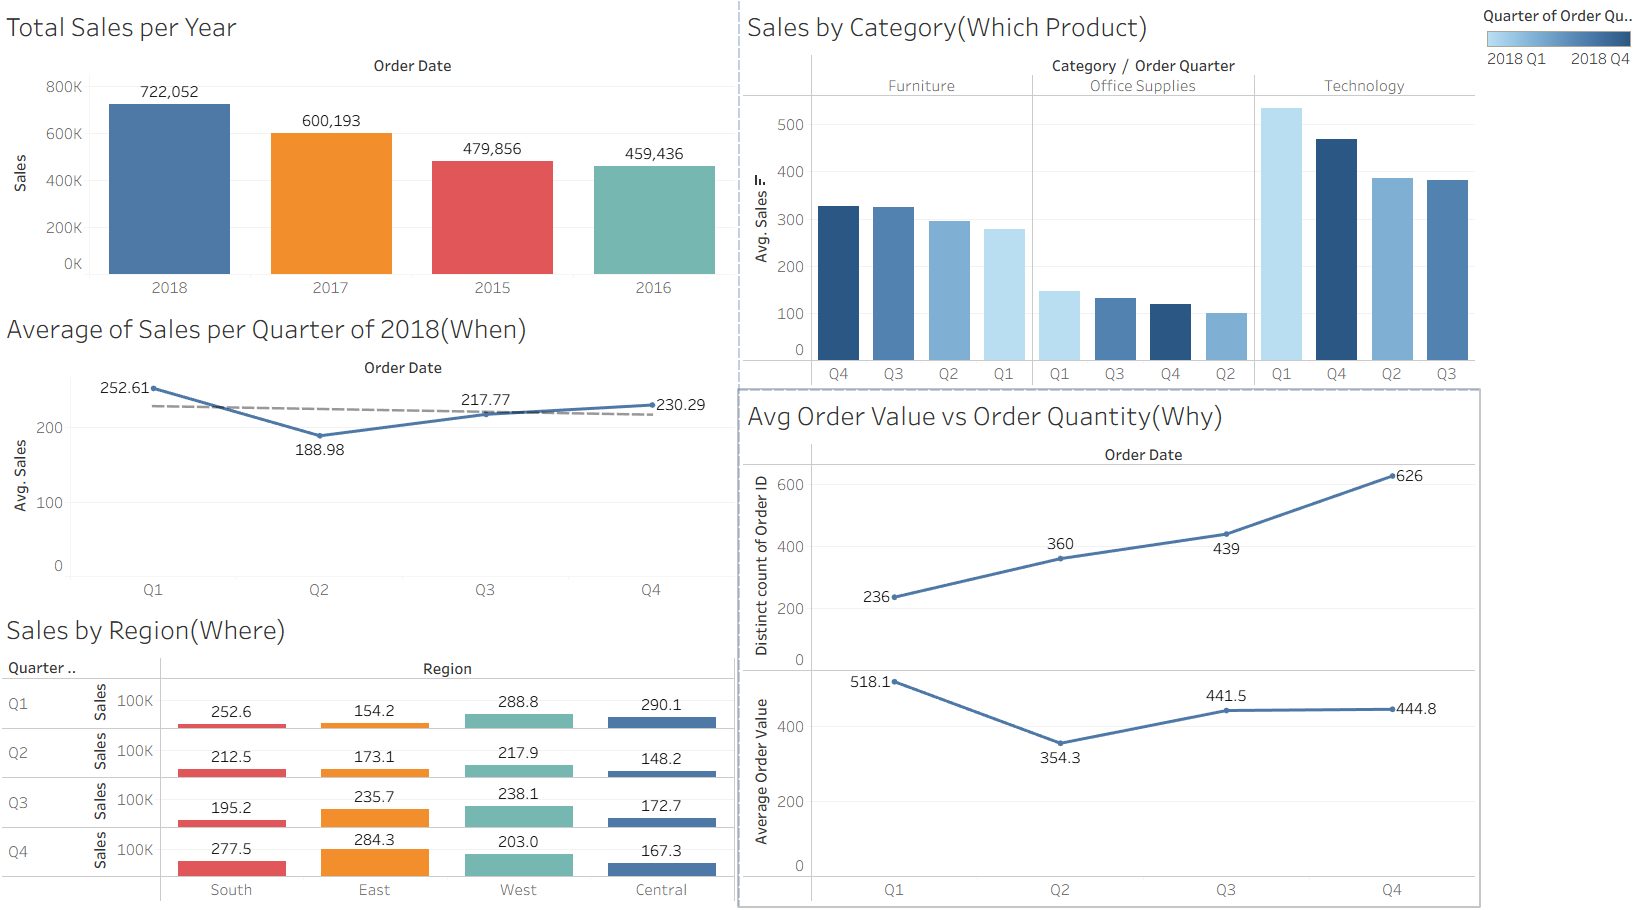 Total Sales per Year
Order Date
Sales
800K
600K
400K
200K
0K
722,052
600,193
479,856
459,436
2018
2017
2015
2016
Average of Sales per Quarter of 2018(When)
Order Date
Avg. Sales
200
100
0
252.61
188.98
217.77
230.29
Q1
Q2
Q3
Q4
Sales by Region(Where)
Quarter ..
Region
Q1
Sales
100K
252.6
154.2
288.8
290.1
Q2
Sales
100K
212.5
173.1
217.9
148.2
Q3
Sales
100K
195.2
235.7
238.1
172.7
Q4
Sales
100K
277.5
284.3
203.0
167.3
South
East
West
Central
Sales by Category(Which Product)
Category / Order Quarter
Furniture
Office Supplies
Technology
Avg. Sales
500
400
300
200
100
0
Q4
Q3
Q2
Q1
Q1
Q3
Q4
Q2
Q1
Q4
Q2
Q3
Avg Order Value vs Order Quantity(Why)
Order Date
Distinct count of Order ID
600
400
200
0
236
360
439
626
Average Order Value
400
200
0
518.1
354.3
441.5
444.8
Q1
Q2
Q3
Q4
Quarter of Order Qu..
2018 Q1
2018 Q4